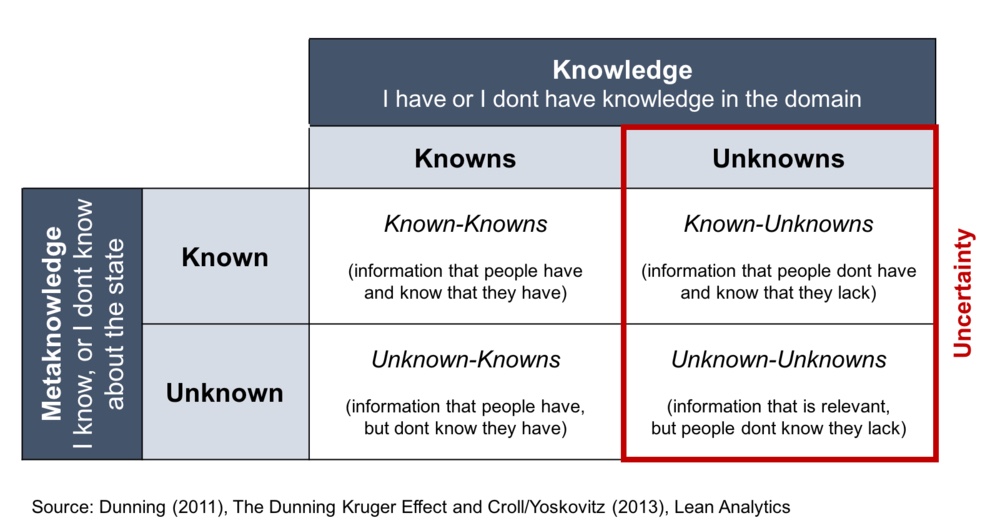 Knowledge
I have or I dont have knowledge in the domain
Knowns
Unknowns
Metaknowledge
I know, or I dont know
about the state
Known
Known-Knowns
(information that people have
and know that they have)
Known-Unknowns
(information that people dont have
and know that they lack)
Unknown
Unknown-Knowns
(information that people have,
but dont know they have)
Unknown-Unknowns
(information that is relevant,
but people dont know they lack)
Uncertainty
Source: Dunning (2011), The Dunning Kruger Effect and Croll/Yoskovitz (2013), Lean Analytics